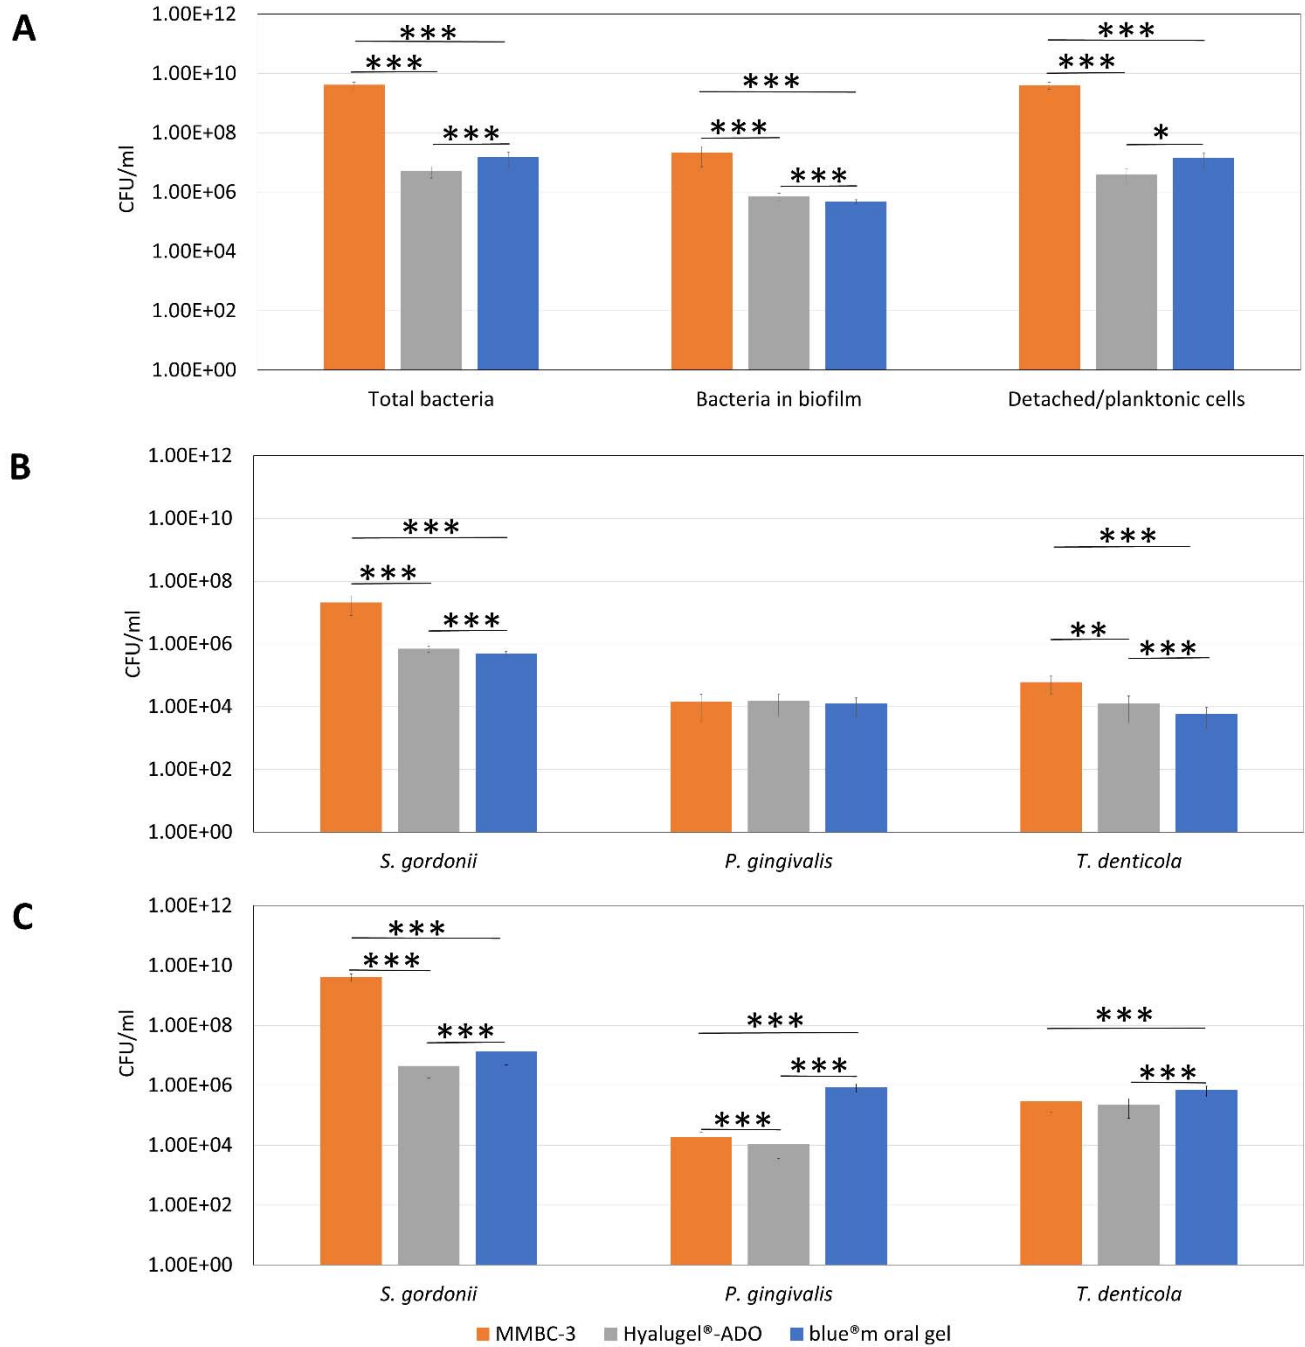 A
1.00E+12
1.00E+10
1.00E+08
1.00E+06
1.00E+04
1.00E+02
1.00E+00
CFU/ml
*** *** ***
*** *** ***
*** *** *
Total bacteria Bacteria in biofilm Detached/planktonic cells
B
1.00E+12
1.00E+10
1.00E+08
1.00E+06
1.00E+04
1.00E+02
1.00E+00
CFU/ml
*** *** ***
*** ** ***
S. gordonii P. gingivalis T. denticola
C
1.00E+12
1.00E+10
1.00E+08
1.00E+06
1.00E+04
1.00E+02
1.00E+00
CFU/ml
*** *** ***
*** *** ***
*** ***
S. gordonii P. gingivalis T. denticola
MMBC-3 Hyalugel®-ADO blue®m oral gel